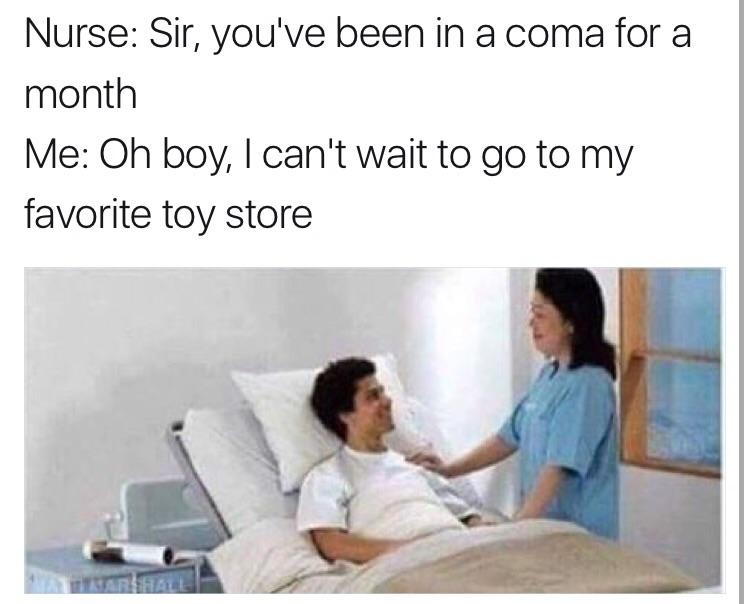 Nurse: Sir, you've been in a coma for a
month
Me: Oh boy, I can't wait to go to my
favorite toy store
MARSHALL